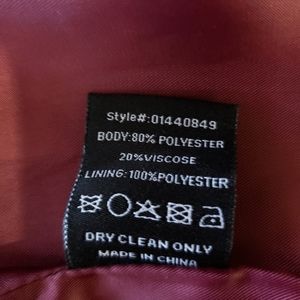 Style#:01440849
BODY:80% POLYESTER
20%VISCOSE
LINING:100%POLYESTER
DRY CLEAN ONLY
MADE IN CHINA